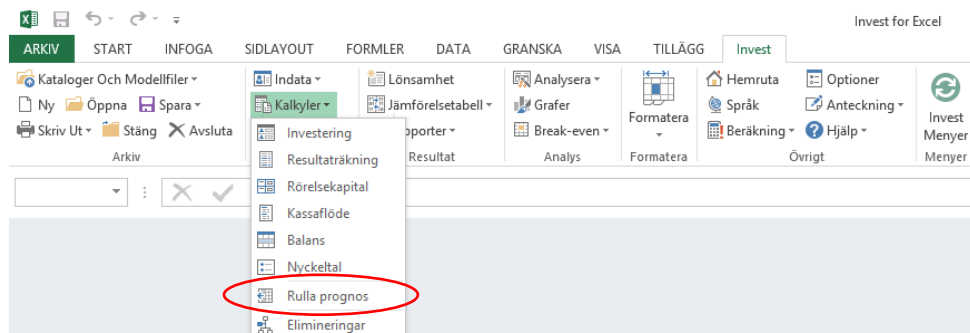 Invest for Excel
ARKIV START INFOGA SIDLAYOUT FORMLER DATA GRANSKA VISA TILLÄGG Invest
Kataloger Och Modellfiler Indata Lönsamhet Analysera Hemruta Optioner
Ny Öppna Spara Kalkyler Jämförelsetabell Grafer Formatera Språk Anteckning Invest
Skriv Ut Stäng Avsluta Investering pporter Break-even Beräkning Hjälp Menyer
Arkiv Resultaträkning Resultat Analys Formatera Övrigt Menyer
Rörelsekapital
Kassaflöde
Balans
Nyckeltal
Rulla prognos
Elimineringar